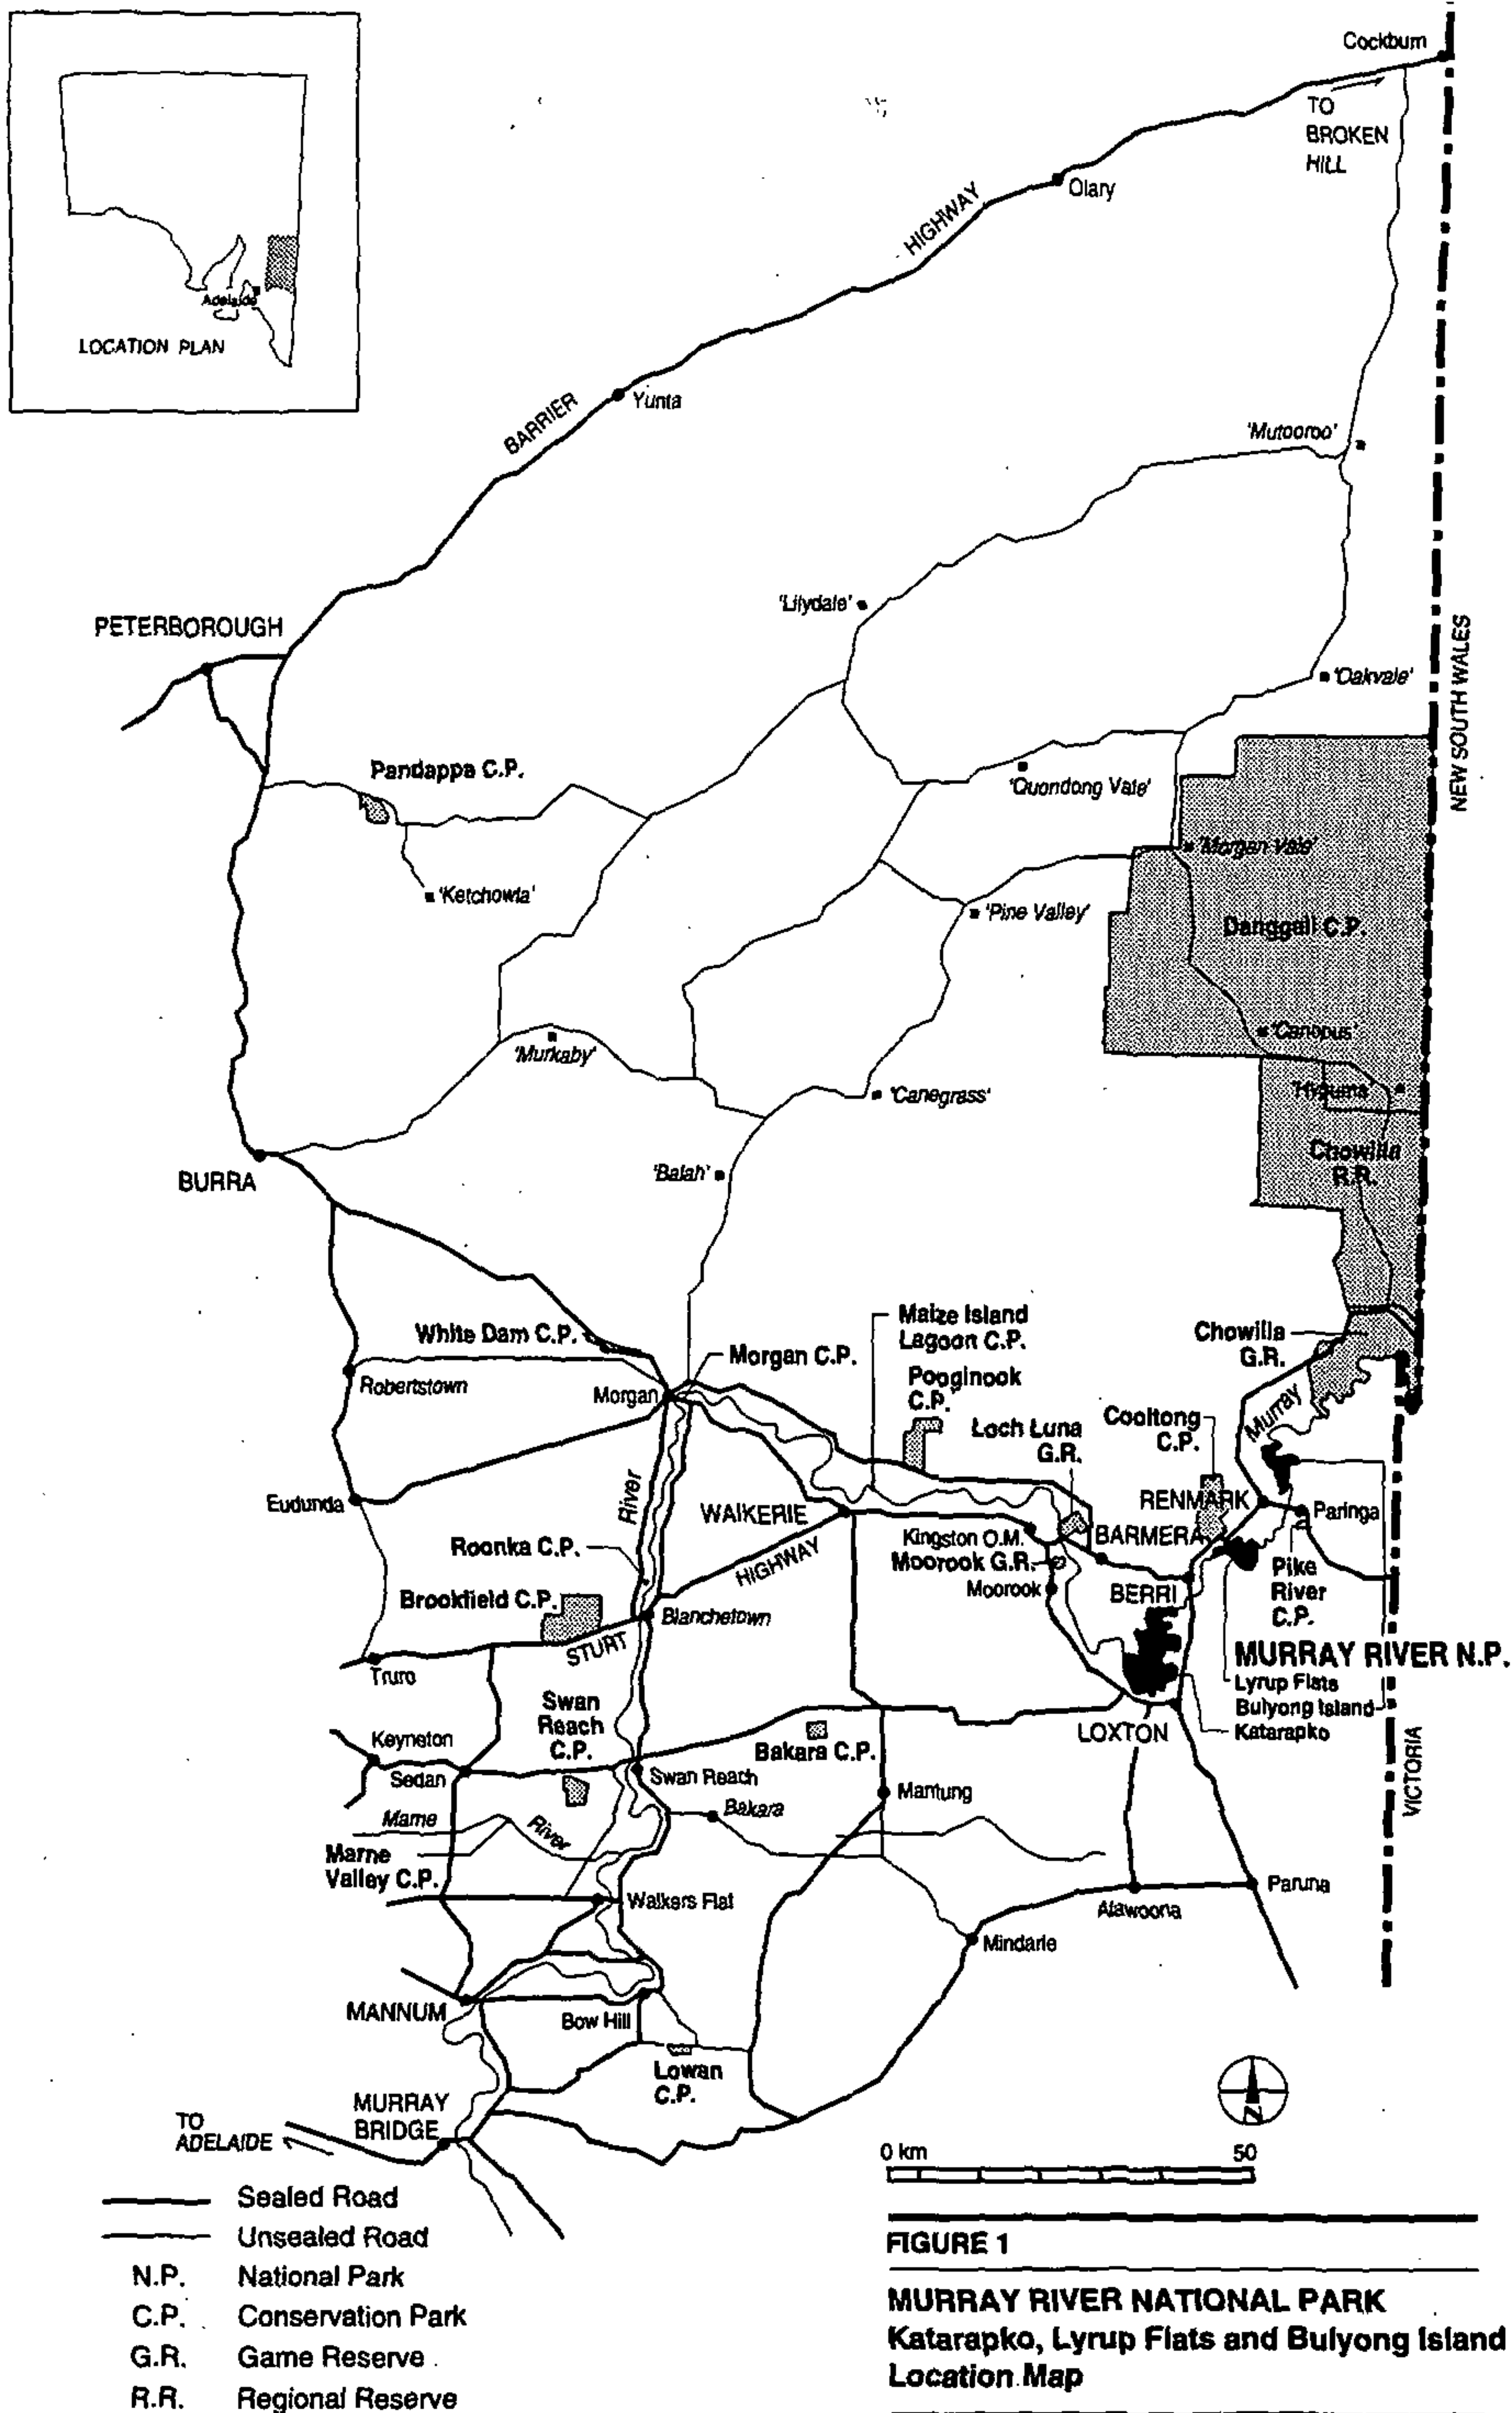 Cockburn
TO
BROKEN
HILL
Olary
HIGHWAY
Adelaide
LOCATION PLAN
Yunta
BARRIER
'Mutooroo'
'Lilydale'
PETERBOROUGH
NEW SOUTH WALES
'Oakvale'
Pandappa C.P.
'Quondong Vale'
'Morgan Vale'
'Ketchowla'
'Pine Valley'
Danggali C.P.
'Canopus'
'Murkaby'
'Canegrass'
'Hypurna'
Chowilla
R.R.
'Balah'
BURRA
White Dam C.P.
Maize Island
Lagoon C.P.
Chowilla
G.R.
Morgan C.P.
Robertstown
Morgan
Pooginook
C.P.
Murray
Loch Luna
G.R.
Cooltong
C.P.
Eudunda
River
WAIKERIE
RENMARK
Paringa
Kingston O.M.
BARMERA
Roonka C.P.
HIGHWAY
Moorook G.R.
Pike
River
C.P.
Moorook
BERRI
Brookfield C.P.
Blanchetown
STURT
MURRAY RIVER N.P.
Truro
Lyrup Flats
Bulyong Island
Katarapko
Swan
Reach
C.P.
LOXTON
Keyneton
Bakara C.P.
VICTORIA
Sedan
Swan Reach
Mantung
Bakara
Marne
River
Marne
Valley C.P.
Walkers Flat
Paruna
Alawoona
Mindarie
MANNUM
Bow Hill
Lowan
C.P.
N
MURRAY
BRIDGE
TO
ADELAIDE
0 km 50
Sealed Road
Unsealed Road
N.P. National Park
C.P. Conservation Park
G.R. Game Reserve
R.R. Regional Reserve
FIGURE 1
MURRAY RIVER NATIONAL PARK
Katarapko, Lyrup Flats and Bulyong Island
Location Map